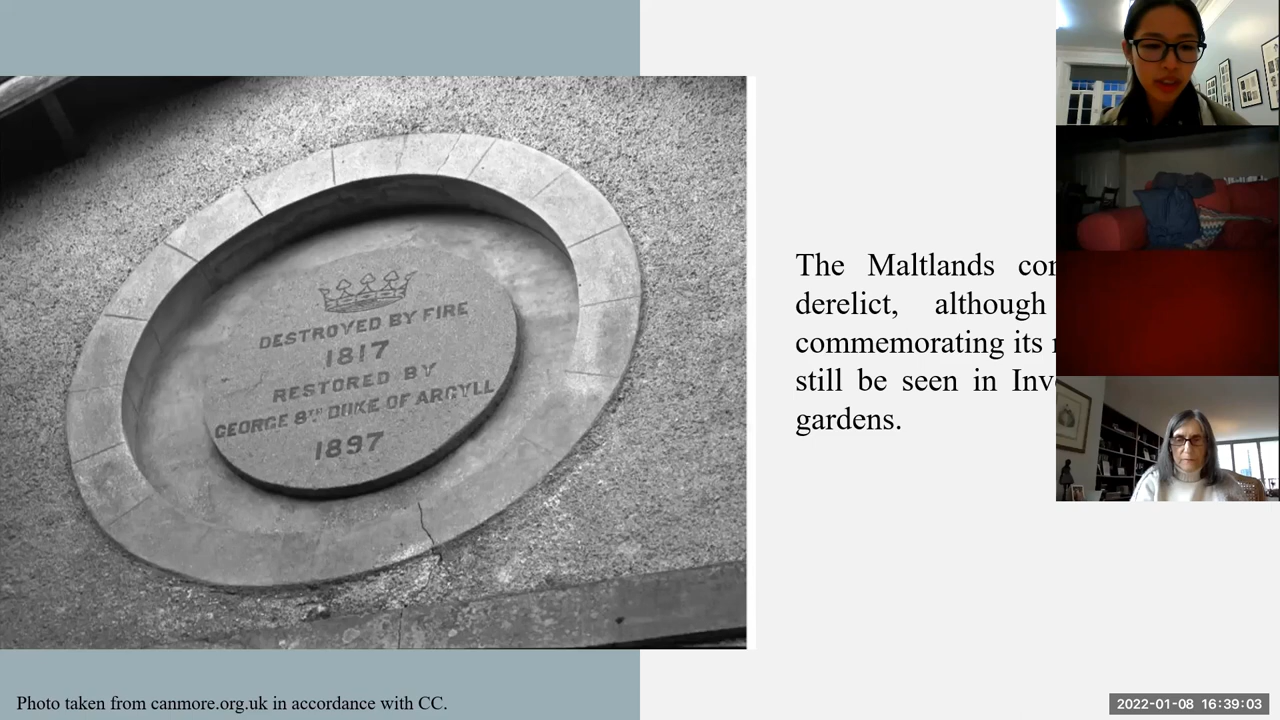 DESTROYED BY FIRE
1817
RESTORED BY
GEORGE 8TH DUKE OF ARGYLL
1897
The Maltlands
derelict, although
commemorating its
still be seen in
gardens.
Photo taken from canmore.org.uk in accordance with CC.
2022-01-08 16:39:03